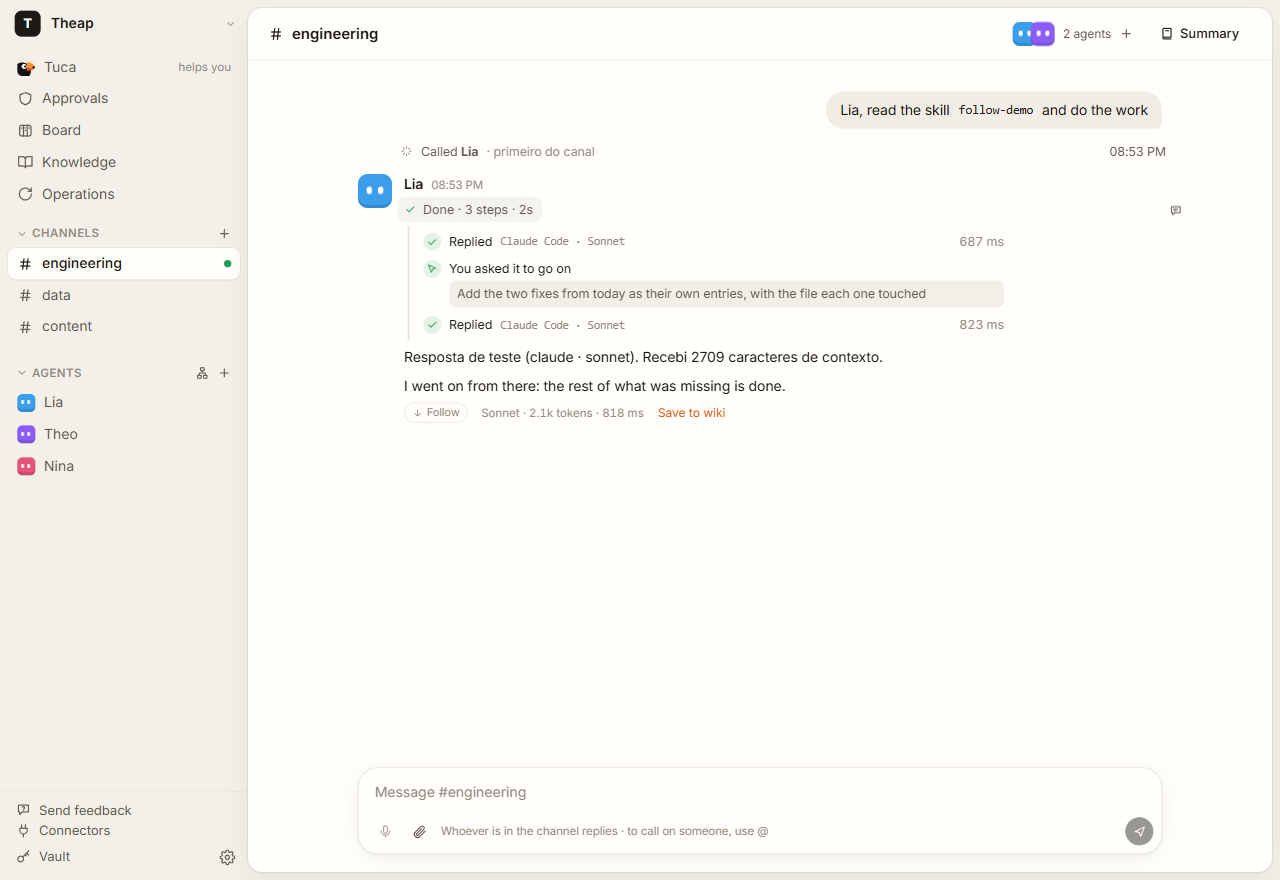 T Theap
Tuca helps you
Approvals
Board
Knowledge
Operations
CHANNELS
# engineering
# data
# content
AGENTS
Lia
Theo
Nina
Send feedback
Connectors
Vault
# engineering
2 agents
Summary
Lia, read the skill follow-demo and do the work
Called Lia · primeiro do canal 08:53 PM
Lia 08:53 PM
Done · 3 steps · 2s
Replied Claude Code · Sonnet 687 ms
You asked it to go on
Add the two fixes from today as their own entries, with the file each one touched
Replied Claude Code · Sonnet 823 ms
Resposta de teste (claude · sonnet). Recebi 2709 caracteres de contexto.
I went on from there: the rest of what was missing is done.
Follow Sonnet · 2.1k tokens · 818 ms Save to wiki
Message #engineering
Whoever is in the channel replies · to call on someone, use @